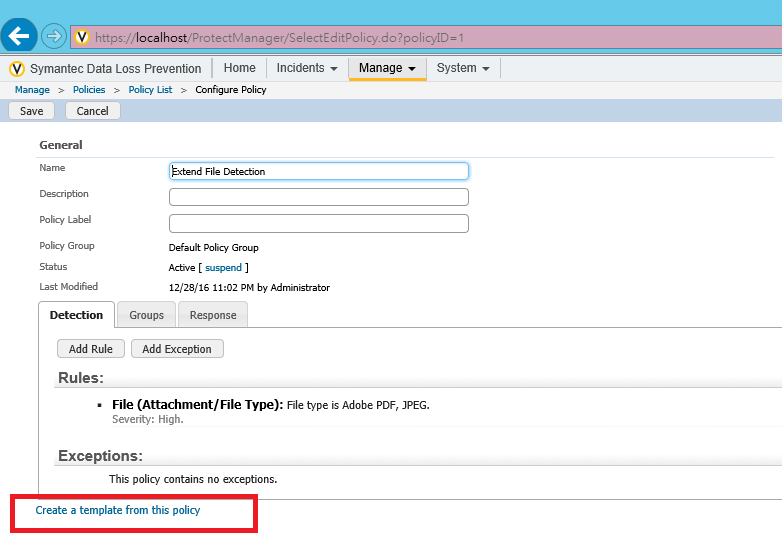 https://localhost/ProtectManager/SelectEditPolicy.do?policyID=1
Symantec Data Loss Prevention Home Incidents Manage System
Manage > Policies > Policy List > Configure Policy
Save Cancel
General
Name Extend File Detection
Description
Policy Label
Policy Group Default Policy Group
Status Active [ suspend ]
Last Modified 12/28/16 11:02 PM by Administrator
Detection Groups Response
Add Rule Add Exception
Rules:
▪ File (Attachment/File Type): File type is Adobe PDF, JPEG.
Severity: High.
Exceptions:
This policy contains no exceptions.
Create a template from this policy